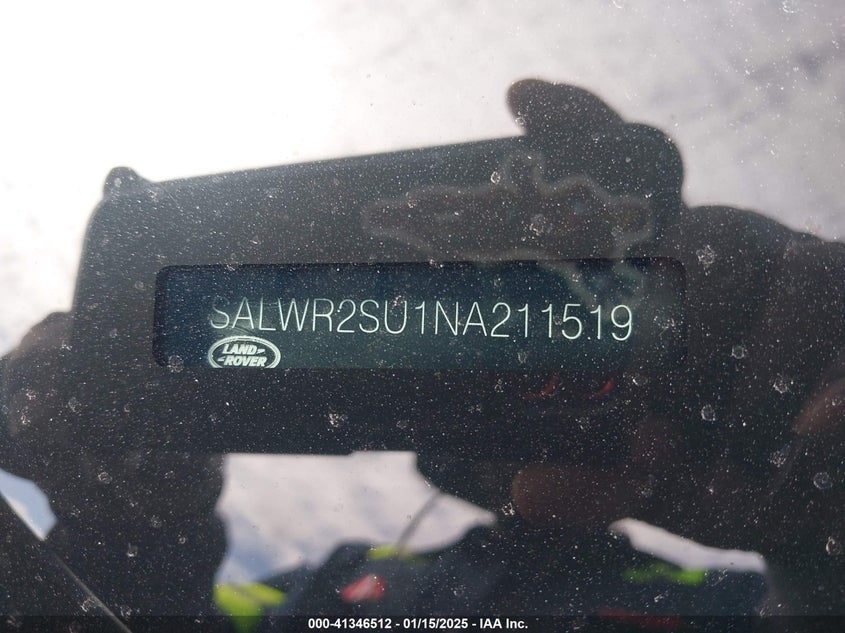 SALWR2SU1NA211519
LAND-
-ROVER
000-41346512 - 01/15/2025 - IAA Inc.